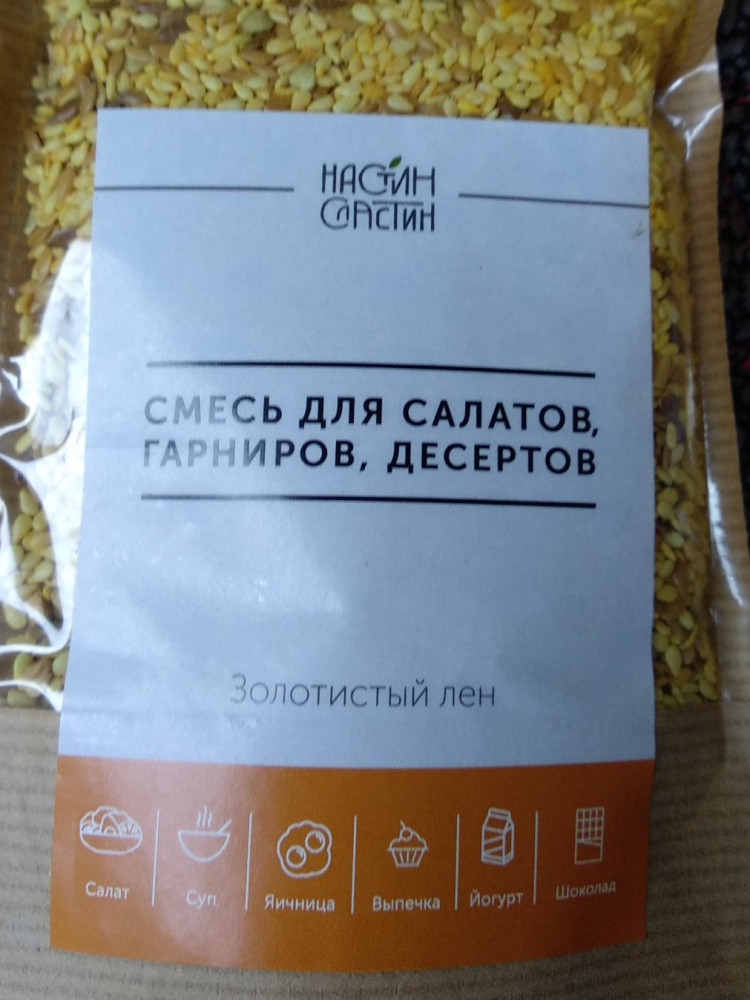 НАСТИН
СЛАСТИН
СМЕСЬ ДЛЯ САЛАТОВ,
ГАРНИРОВ, ДЕСЕРТОВ
Золотистый лен
Салат Суп Яичница Выпечка Йогурт Шоколад